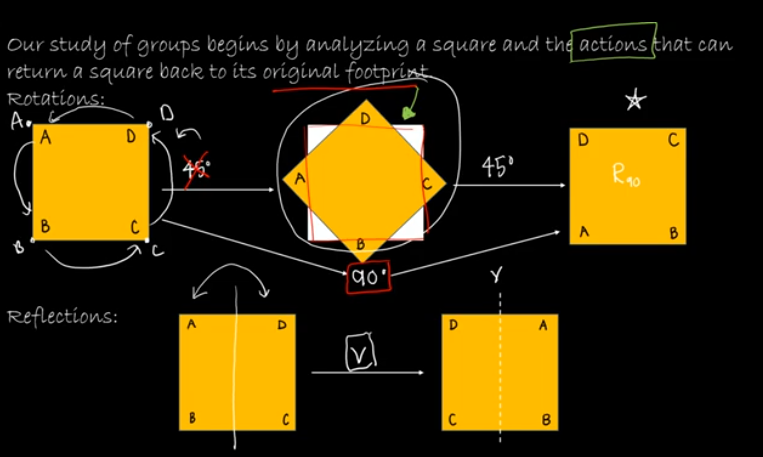 Our study of groups begins by analyzing a square and the actions that can
return a square back to its original footprint.
Rotations:
A D
A D
B C
B C
45°
D
A C
B
45°
D C
R90
A B
90°
Reflections:
A D
B C
V
V
D A
C B